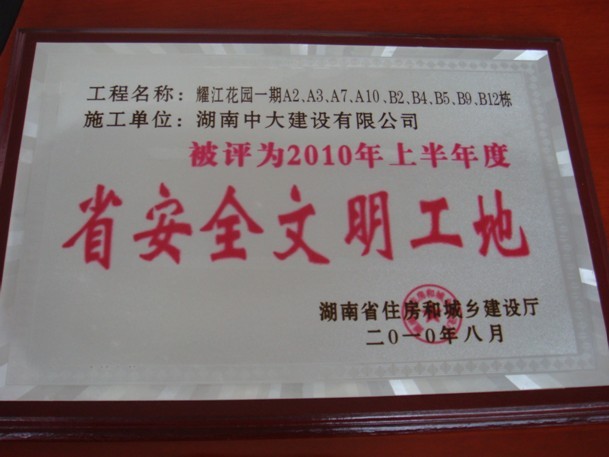 工程名称：耀江花园一期A2、A3、A7、A10、B2、B4、B5、B9、B12栋
施工单位：湖南中大建设有限公司
被评为2010年上半年度
省安全文明工地
湖南省住房和城乡建设厅
二0一0年八月